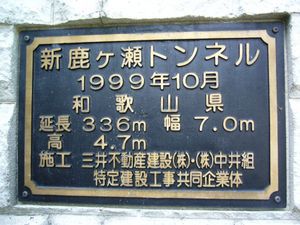 新鹿ヶ瀬トンネル
1999年10月
和歌山県
延長 336m 幅 7.0m
高 4.7m
施工 三井不動産建設(株)・(株)中井組
特定建設工事共同企業体